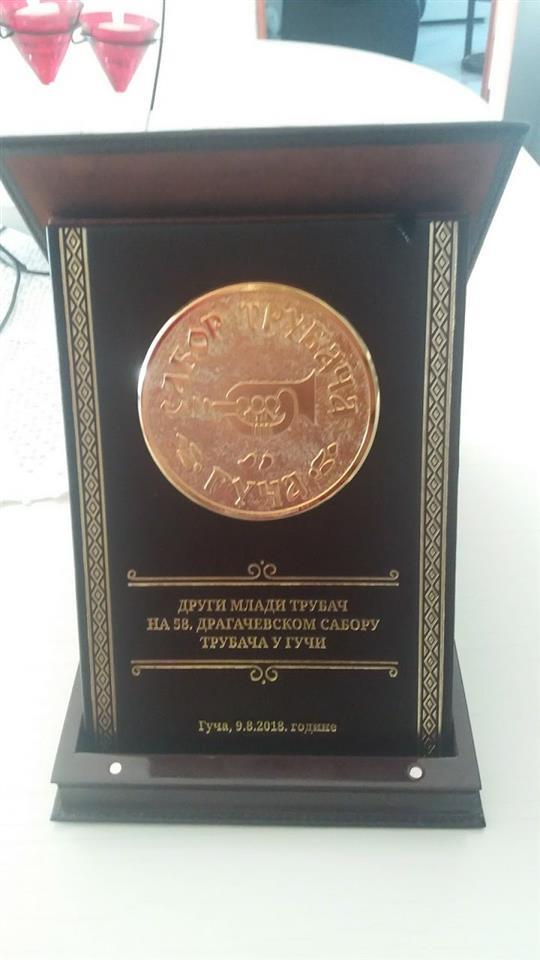 САБОР ТРУБАЧА
ГУЧА
ДРУГИ МЛАДИ ТРУБАЧ
НА 58. ДРАГАЧЕВСКОМ САБОРУ
ТРУБАЧА У ГУЧИ
Гуча, 9.8.2018. године